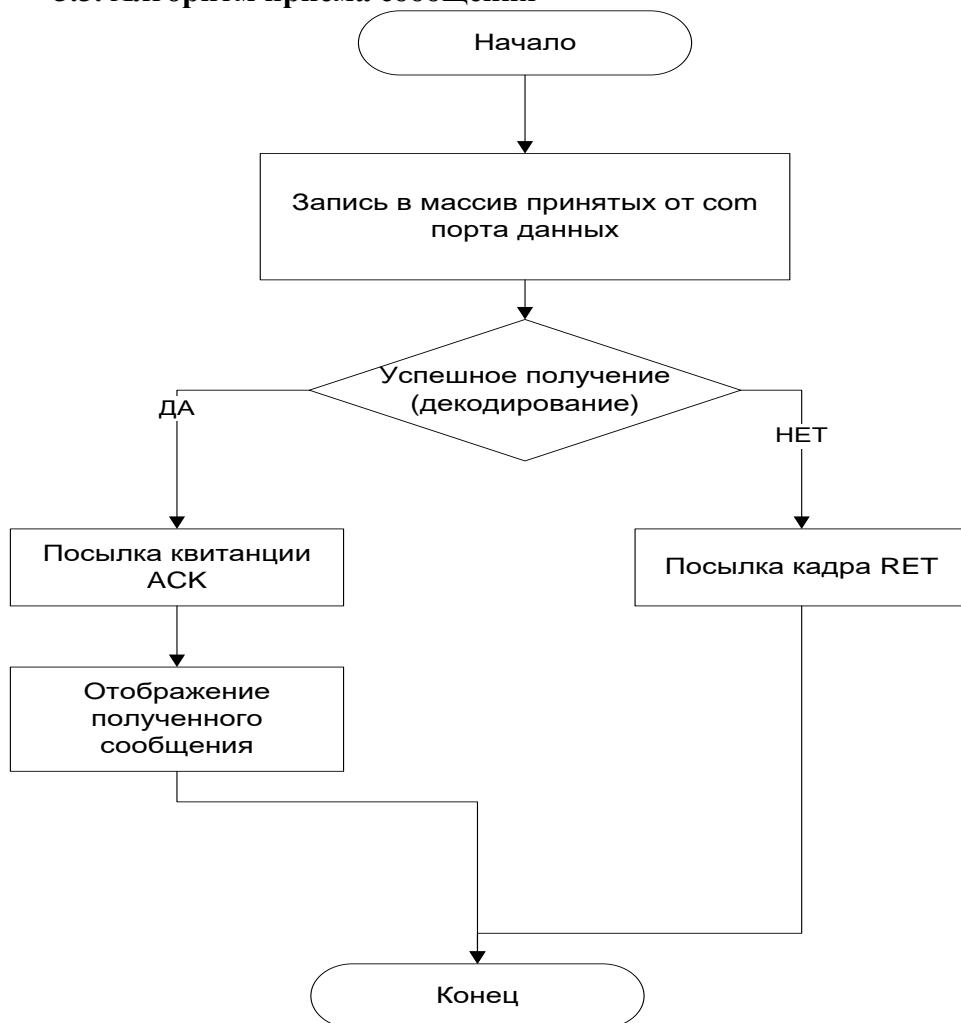 Начало
Запись в массив принятых от com
порта данных
Успешное получение
(декодирование)
ДА
НЕТ
Посылка квитанции
ACK
Посылка кадра RET
Отображение
полученного
сообщения
Конец